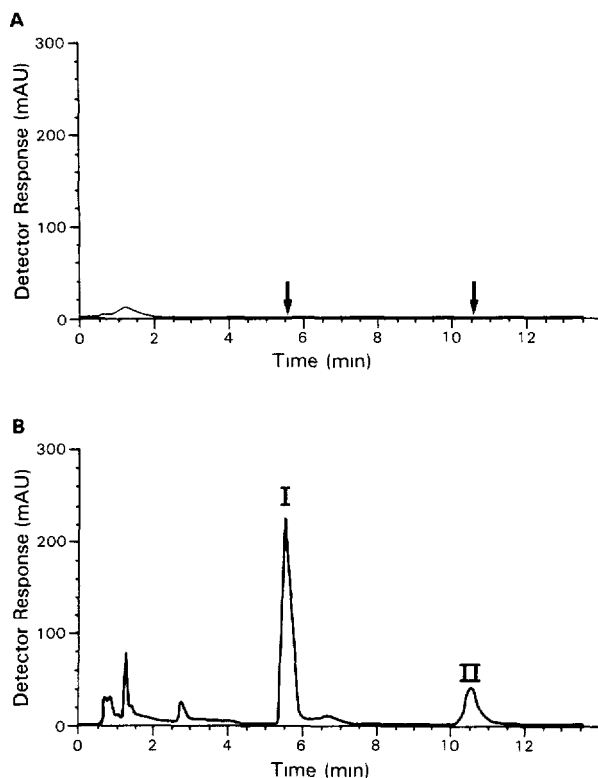 A
Detector Response (mAU)
300
200
100
0
0 2 4 6 8 10 12
Time (min)
B
Detector Response (mAU)
300
200
100
0
I
II
0 2 4 6 8 10 12
Time (min)